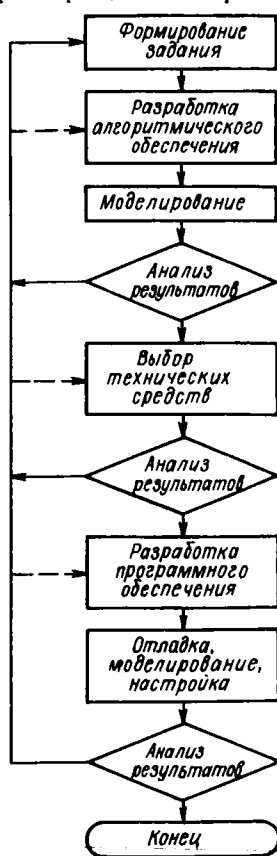 Формирование
задания
Разработка
алгоритмического
обеспечения
Моделирование
Анализ
результатов
Выбор
технических
средств
Анализ
результатов
Разработка
программного
обеспечения
Отладка,
моделирование,
настройка
Анализ
результатов
Конец